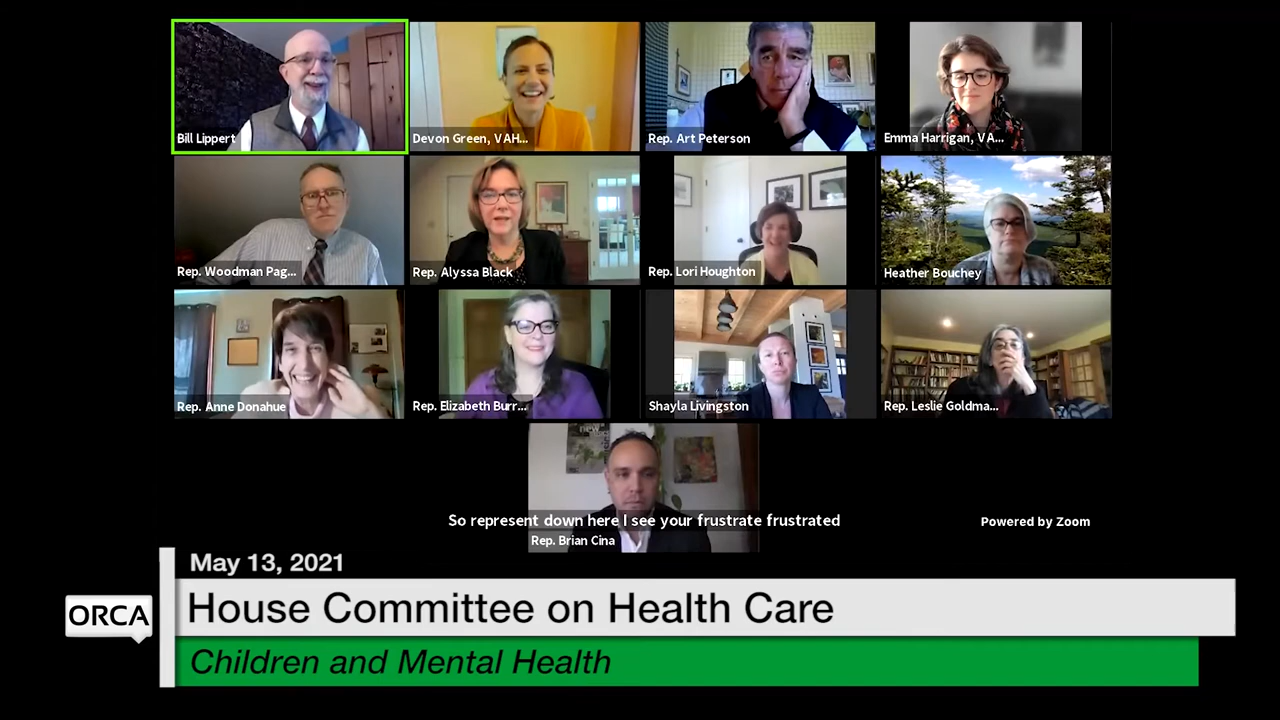 Bill Lippert
Devon Green, VAH...
Rep. Art Peterson
Emma Harrigan, VA...
Rep. Woodman Pag...
Rep. Alyssa Black
Rep. Lori Houghton
Heather Bouchey
Rep. Anne Donahue
Rep. Elizabeth Burr...
Shayla Livingston
Rep. Leslie Goldma...
So represent down here I see your frustrate frustrated
Powered by Zoom
Rep. Brian Cina
May 13, 2021
ORCA
House Committee on Health Care
Children and Mental Health